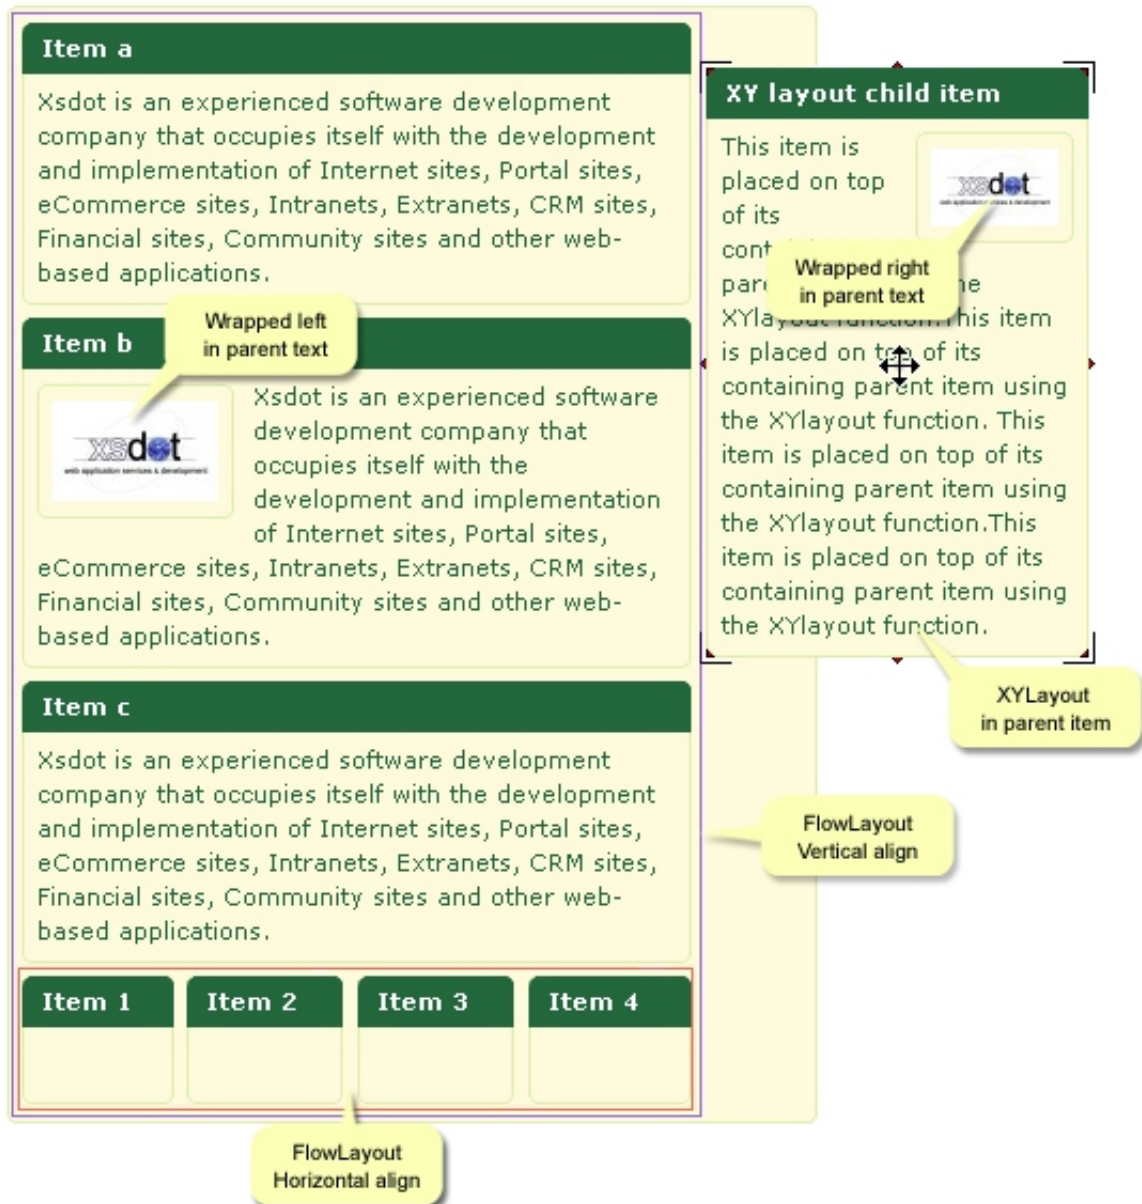 Item a
Xsdot is an experienced software development
company that occupies itself with the development
and implementation of Internet sites, Portal sites,
eCommerce sites, Intranets, Extranets, CRM sites,
Financial sites, Community sites and other web-
based applications.
Item b
Wrapped left
in parent text
xsdot
web application services & development
Xsdot is an experienced software
development company that
occupies itself with the
development and implementation
of Internet sites, Portal sites,
eCommerce sites, Intranets, Extranets, CRM sites,
Financial sites, Community sites and other web-
based applications.
Item c
Xsdot is an experienced software development
company that occupies itself with the development
and implementation of Internet sites, Portal sites,
eCommerce sites, Intranets, Extranets, CRM sites,
Financial sites, Community sites and other web-
based applications.
Item 1
Item 2
Item 3
Item 4
FlowLayout
Horizontal align
XY layout child item
This item is
placed on top
of its
xsdot
Wrapped right
in parent text
XYlayout function.This item
is placed on top of its
containing parent item using
the XYlayout function. This
item is placed on top of its
containing parent item using
the XYlayout function.This
item is placed on top of its
containing parent item using
the XYlayout function.
XYLayout
in parent item
FlowLayout
Vertical align